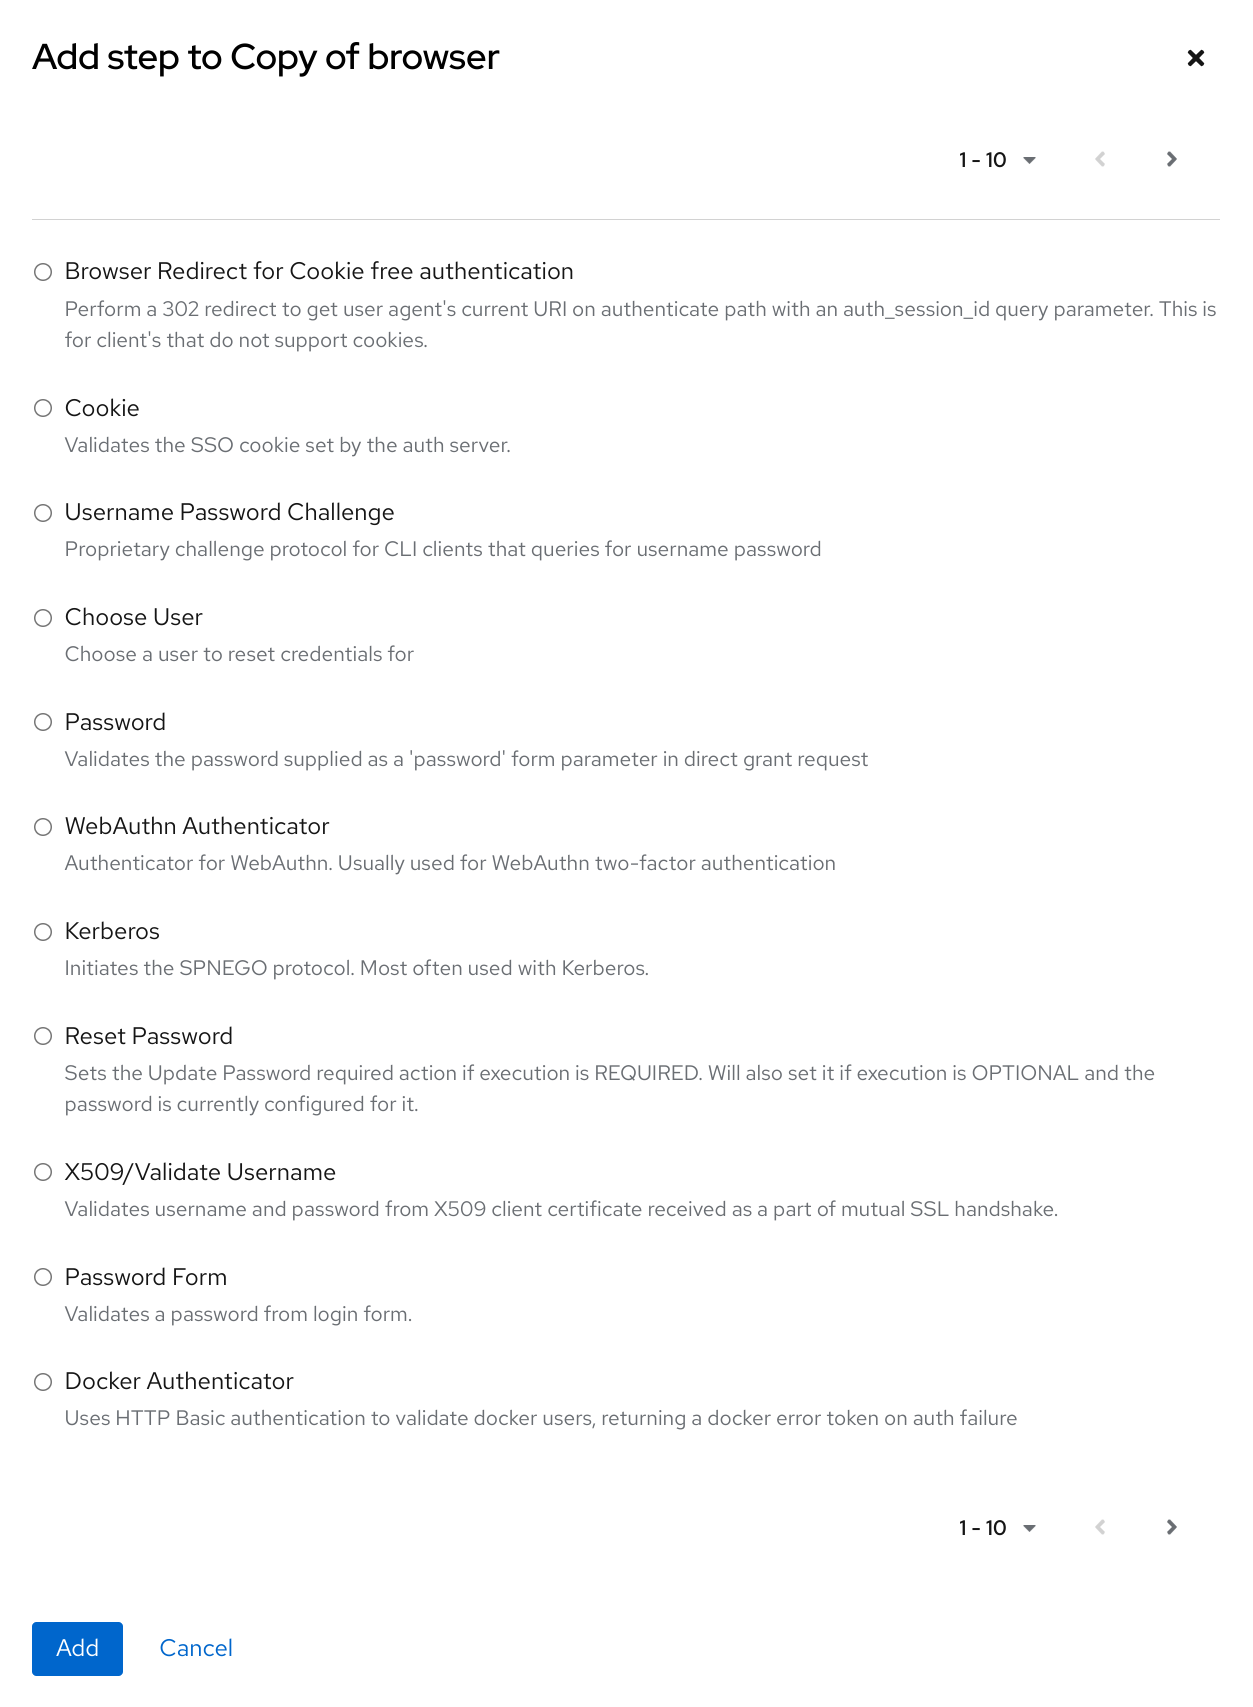 Add step to Copy of browser
1 - 10
Browser Redirect for Cookie free authentication
Perform a 302 redirect to get user agent's current URI on authenticate path with an auth_session_id query parameter. This is
for client's that do not support cookies.
Cookie
Validates the SSO cookie set by the auth server.
Username Password Challenge
Proprietary challenge protocol for CLI clients that queries for username password
Choose User
Choose a user to reset credentials for
Password
Validates the password supplied as a 'password' form parameter in direct grant request
WebAuthn Authenticator
Authenticator for WebAuthn. Usually used for WebAuthn two-factor authentication
Kerberos
Initiates the SPNEGO protocol. Most often used with Kerberos.
Reset Password
Sets the Update Password required action if execution is REQUIRED. Will also set it if execution is OPTIONAL and the
password is currently configured for it.
X509/Validate Username
Validates username and password from X509 client certificate received as a part of mutual SSL handshake.
Password Form
Validates a password from login form.
Docker Authenticator
Uses HTTP Basic authentication to validate docker users, returning a docker error token on auth failure
1 - 10
Add Cancel